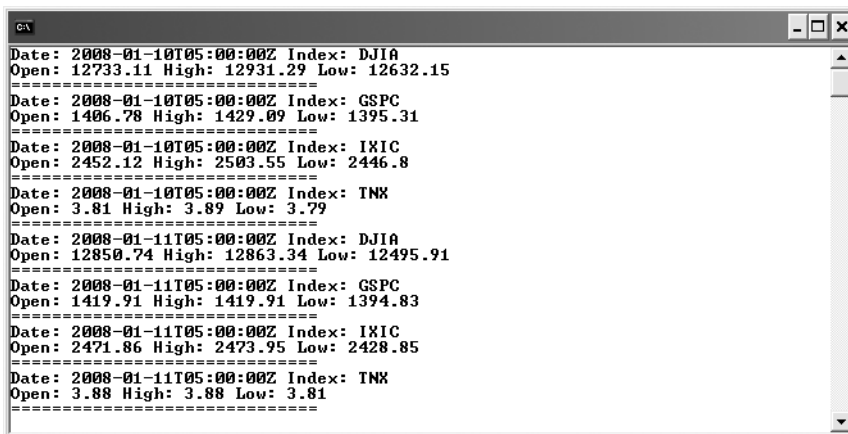 C:\
Date: 2008-01-10T05:00:00Z Index: DJIA
Open: 12733.11 High: 12931.29 Low: 12632.15
==============================
Date: 2008-01-10T05:00:00Z Index: GSPC
Open: 1406.78 High: 1429.09 Low: 1395.31
==============================
Date: 2008-01-10T05:00:00Z Index: IXIC
Open: 2452.12 High: 2503.55 Low: 2446.8
==============================
Date: 2008-01-10T05:00:00Z Index: TNX
Open: 3.81 High: 3.89 Low: 3.79
==============================
Date: 2008-01-11T05:00:00Z Index: DJIA
Open: 12850.74 High: 12863.34 Low: 12495.91
==============================
Date: 2008-01-11T05:00:00Z Index: GSPC
Open: 1419.91 High: 1419.91 Low: 1394.83
==============================
Date: 2008-01-11T05:00:00Z Index: IXIC
Open: 2471.86 High: 2473.95 Low: 2428.85
==============================
Date: 2008-01-11T05:00:00Z Index: TNX
Open: 3.88 High: 3.88 Low: 3.81
==============================